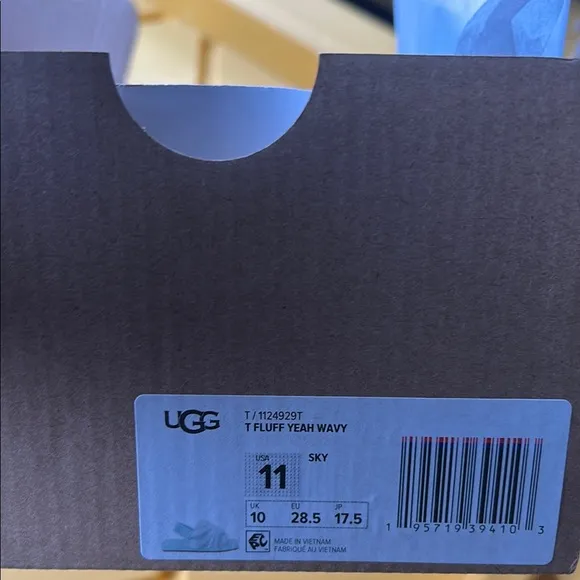 UGG
T / 1124929T
T FLUFF YEAH WAVY
USA
11
SKY
UK EU JP
10 28.5 17.5
MADE IN VIETNAM
FABRIQUÉ AU VIETNAM
1 95719 39410 3